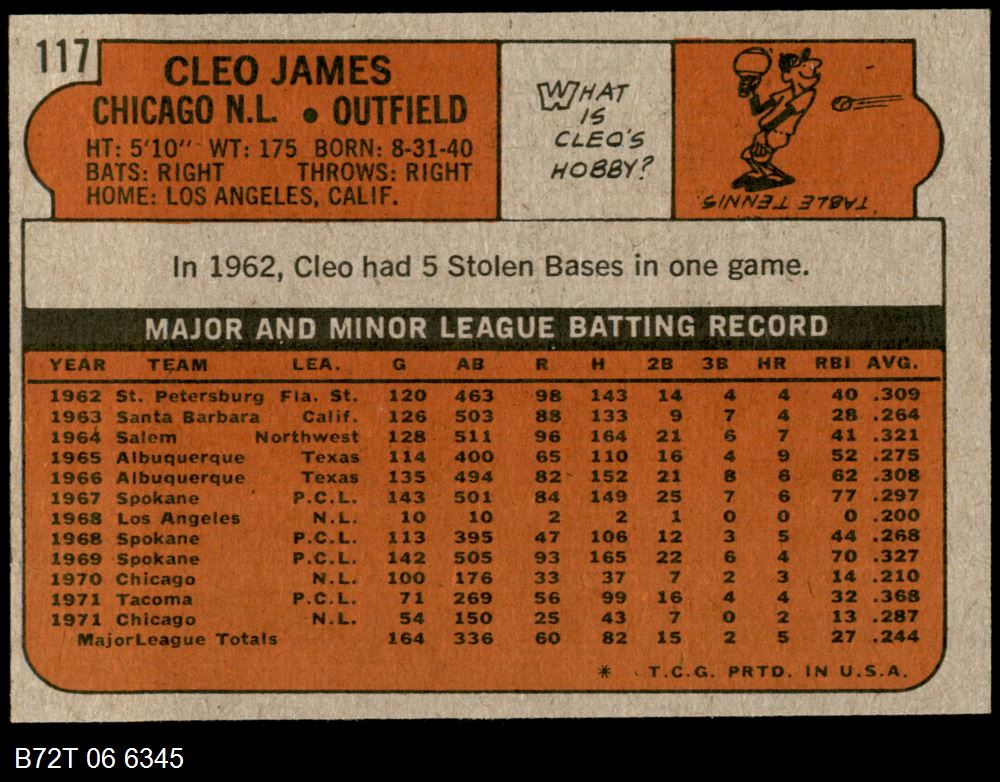 117
CLEO JAMES
CHICAGO N.L. • OUTFIELD
HT: 5'10" WT: 175 BORN: 8-31-40
BATS: RIGHT THROWS: RIGHT
HOME: LOS ANGELES, CALIF.
WHAT
IS
CLEO'S
HOBBY?
TABLE TENNIS
In 1962, Cleo had 5 Stolen Bases in one game.
MAJOR AND MINOR LEAGUE BATTING RECORD
YEAR TEAM LEA. G AB R H 2B 3B HR RBI AVG.
1962 St. Petersburg Fla. St. 120 463 98 143 14 4 4 40 .309
1963 Santa Barbara Calif. 126 503 88 133 9 7 4 28 .264
1964 Salem Northwest 128 511 96 164 21 6 7 41 .321
1965 Albuquerque Texas 114 400 65 110 16 4 9 52 .275
1966 Albuquerque Texas 135 494 82 152 21 8 6 62 .308
1967 Spokane P.C.L. 143 501 84 149 25 7 6 77 .297
1968 Los Angeles N.L. 10 10 2 2 1 0 0 0 .200
1968 Spokane P.C.L. 113 395 47 106 12 3 5 44 .268
1969 Spokane P.C.L. 142 505 93 165 22 6 4 70 .327
1970 Chicago N.L. 100 176 33 37 7 2 3 14 .210
1971 Tacoma P.C.L. 71 269 56 99 16 4 4 32 .368
1971 Chicago N.L. 54 150 25 43 7 0 2 13 .287
Major League Totals 164 336 60 82 15 2 5 27 .244
* T.C.G. PRTD. IN U.S.A.
B72T 06 6345